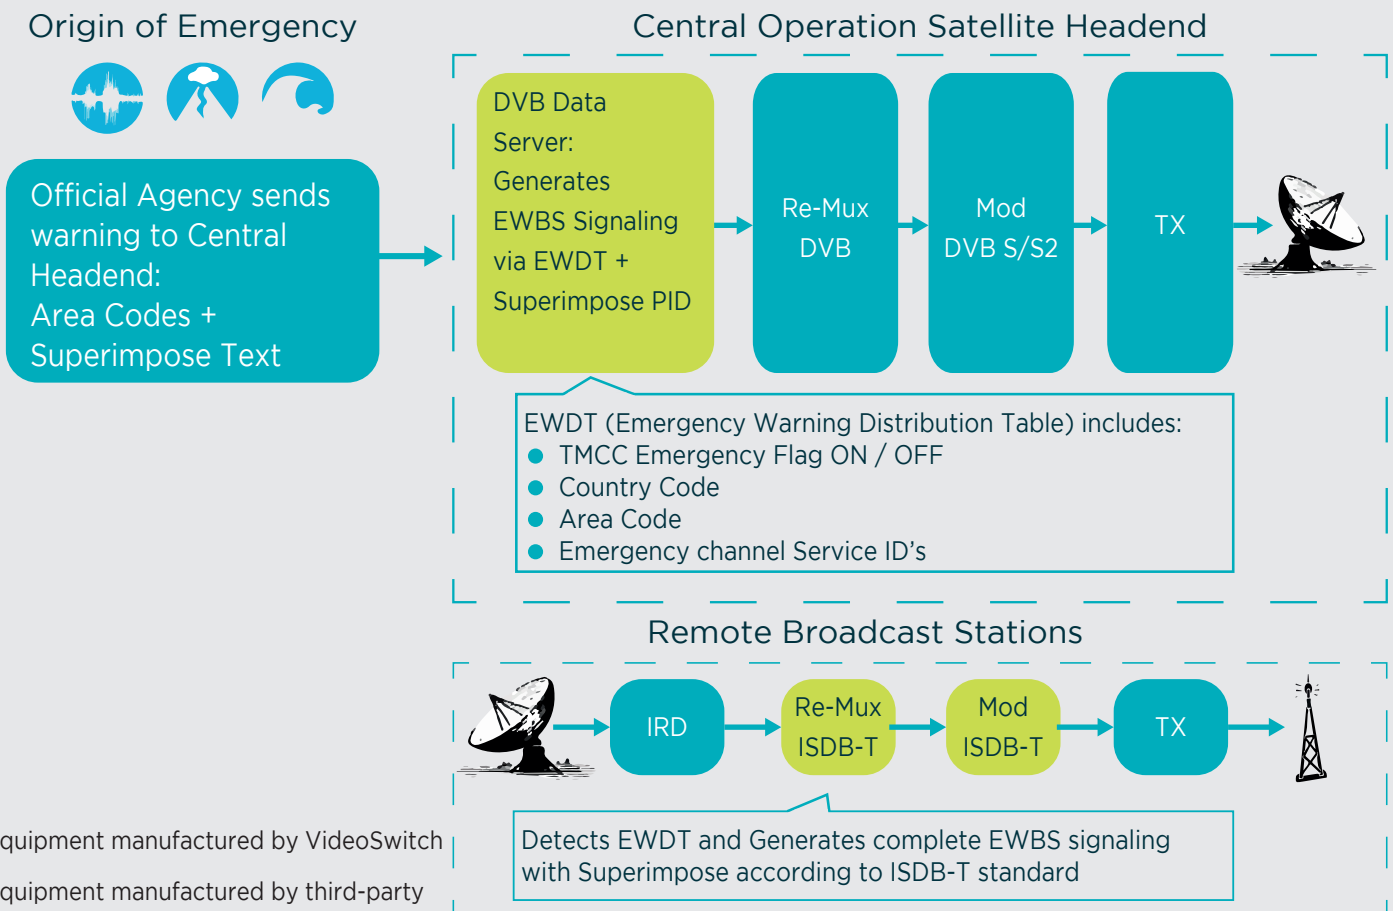 Origin of Emergency
Official Agency sends
warning to Central
Headend:
Area Codes +
Superimpose Text
Central Operation Satellite Headend
DVB Data
Server:
Generates
EWBS Signaling
via EWDT +
Superimpose PID
Re-Mux
DVB
Mod
DVB S/S2
TX
EWDT (Emergency Warning Distribution Table) includes:
TMCC Emergency Flag ON / OFF
Country Code
Area Code
Emergency channel Service ID’s
Remote Broadcast Stations
IRD
Re-Mux
ISDB-T
Mod
ISDB-T
TX
Detects EWDT and Generates complete EWBS signaling
with Superimpose according to ISDB-T standard
quipment manufactured by VideoSwitch
quipment manufactured by third-party